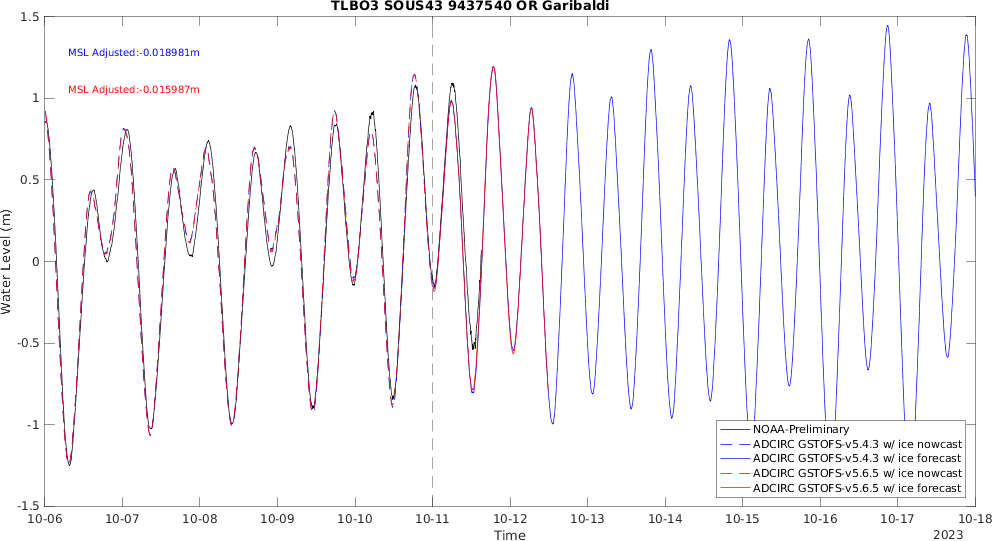 TLBO3 SOUS43 9437540 OR Garibaldi
MSL Adjusted:-0.018981m
MSL Adjusted:-0.015987m
Water Level (m)
1.5
1
0.5
0
-0.5
-1
-1.5
NOAA-Preliminary
ADCIRC GSTOFS-v5.4.3 w/ ice nowcast
ADCIRC GSTOFS-v5.4.3 w/ ice forecast
ADCIRC GSTOFS-v5.6.5 w/ ice nowcast
ADCIRC GSTOFS-v5.6.5 w/ ice forecast
10-06 10-07 10-08 10-09 10-10 10-11 10-12 10-13 10-14 10-15 10-16 10-17 10-18
Time
2023